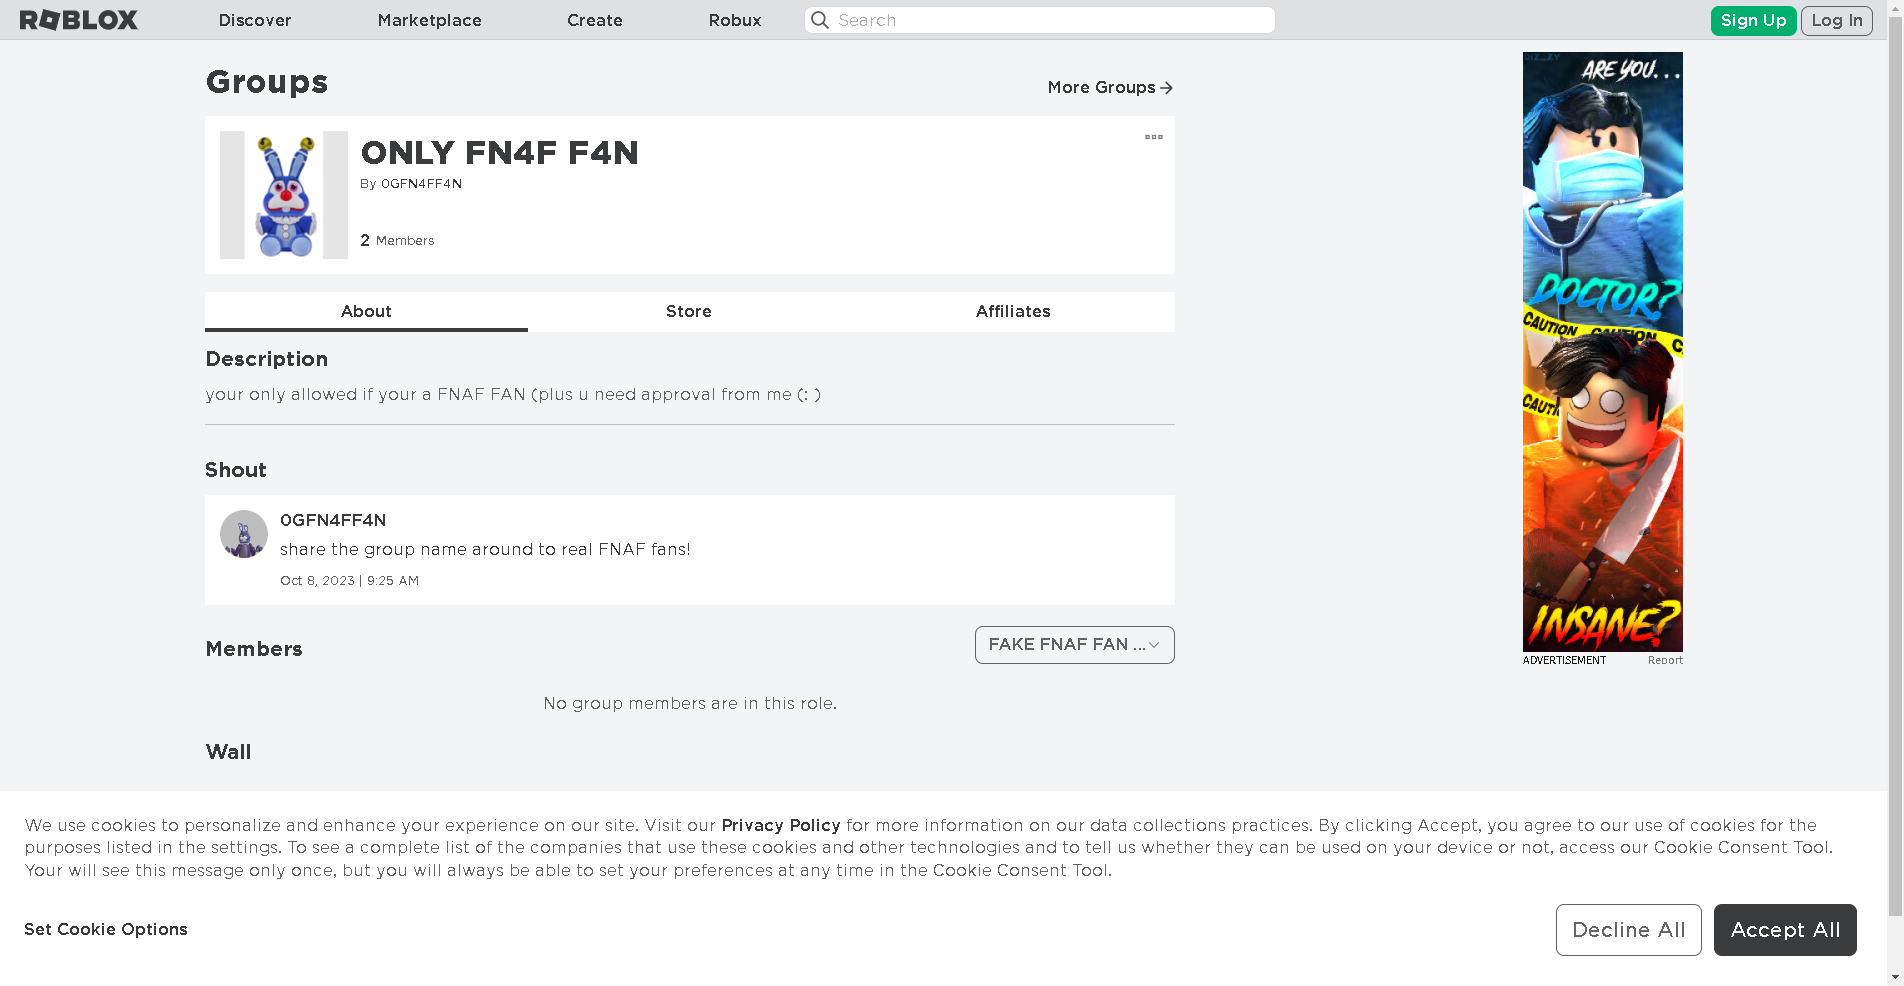 ROBLOX
Discover
Marketplace
Create
Robux
Search
Sign Up
Log In
Groups
More Groups
ONLY FN4F F4N
By 0GFN4FF4N
2 Members
About
Store
Affiliates
Description
your only allowed if your a FNAF FAN (plus u need approval from me (: )
Shout
0GFN4FF4N
share the group name around to real FNAF fans!
Oct 8, 2023 | 9:25 AM
Members
FAKE FNAF FAN ...
No group members are in this role.
Wall
ARE YOU...
DOCTOR?
CAUTION CAUTION C
CAUTI
INSANE?
ADVERTISEMENT
Report
We use cookies to personalize and enhance your experience on our site. Visit our Privacy Policy for more information on our data collections practices. By clicking Accept, you agree to our use of cookies for the
purposes listed in the settings. To see a complete list of the companies that use these cookies and other technologies and to tell us whether they can be used on your device or not, access our Cookie Consent Tool.
Your will see this message only once, but you will always be able to set your preferences at any time in the Cookie Consent Tool.
Set Cookie Options
Decline All
Accept All